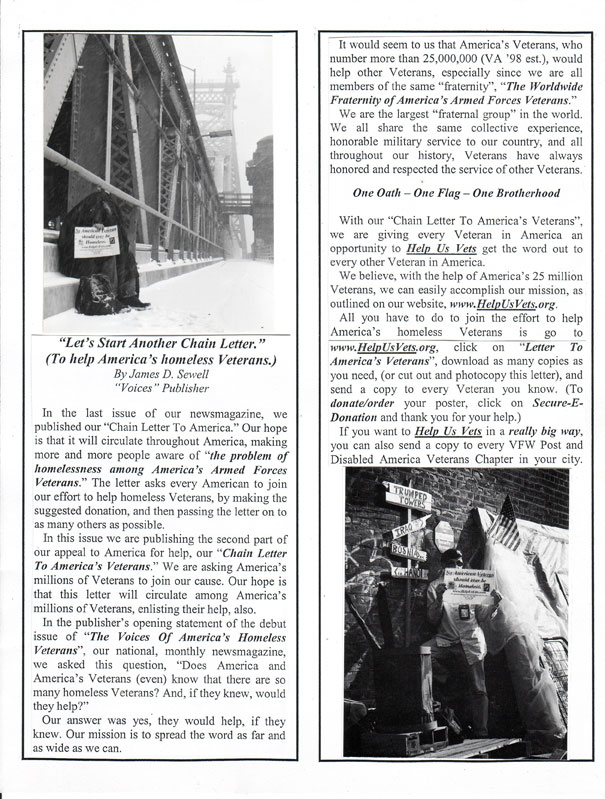 No American Veteran
should ever be
Homeless.
"Let's Start Another Chain Letter."
(To help America's homeless Veterans.)
By James D. Sewell
"Voices" Publisher
In the last issue of our newsmagazine, we
published our "Chain Letter To America." Our hope
is that it will circulate throughout America, making
more and more people aware of "the problem of
homelessness among America's Armed Forces
Veterans." The letter asks every American to join
our effort to help homeless Veterans, by making the
suggested donation, and then passing the letter on to
as many others as possible.
In this issue we are publishing the second part of
our appeal to America for help, our "Chain Letter
To America's Veterans." We are asking America's
millions of Veterans to join our cause. Our hope is
that this letter will circulate among America's
millions of Veterans, enlisting their help, also.
In the publisher's opening statement of the debut
issue of "The Voices Of America's Homeless
Veterans", our national, monthly newsmagazine,
we asked this question, "Does America and
America's Veterans (even) know that there are so
many homeless Veterans? And, if they knew, would
they help?"
Our answer was yes, they would help, if they
knew. Our mission is to spread the word as far and
as wide as we can.
It would seem to us that America's Veterans, who
number more than 25,000,000 (VA '98 est.), would
help other Veterans, especially since we are all
members of the same "fraternity", "The Worldwide
Fraternity of America's Armed Forces Veterans."
We are the largest "fraternal group" in the world.
We all share the same collective experience,
honorable military service to our country, and all
throughout our history, Veterans have always
honored and respected the service of other Veterans.
One Oath – One Flag – One Brotherhood
With our "Chain Letter To America's Veterans",
we are giving every Veteran in America an
opportunity to Help Us Vets get the word out to
every other Veteran in America.
We believe, with the help of America's 25 million
Veterans, we can easily accomplish our mission, as
outlined on our website, www.HelpUsVets.org.
All you have to do to join the effort to help
America's homeless Veterans is go to
www.HelpUsVets.org, click on "Letter To
America's Veterans", download as many copies as
you need, (or cut out and photocopy this letter), and
send a copy to every Veteran you know. (To
donate/order your poster, click on Secure-E-
Donation and thank you for your help.)
If you want to Help Us Vets in a really big way,
you can also send a copy to every VFW Post and
Disabled America Veterans Chapter in your city.
TRUMPED
TOWERS
IRAQ
No American Veteran
should ever be
Homeless.